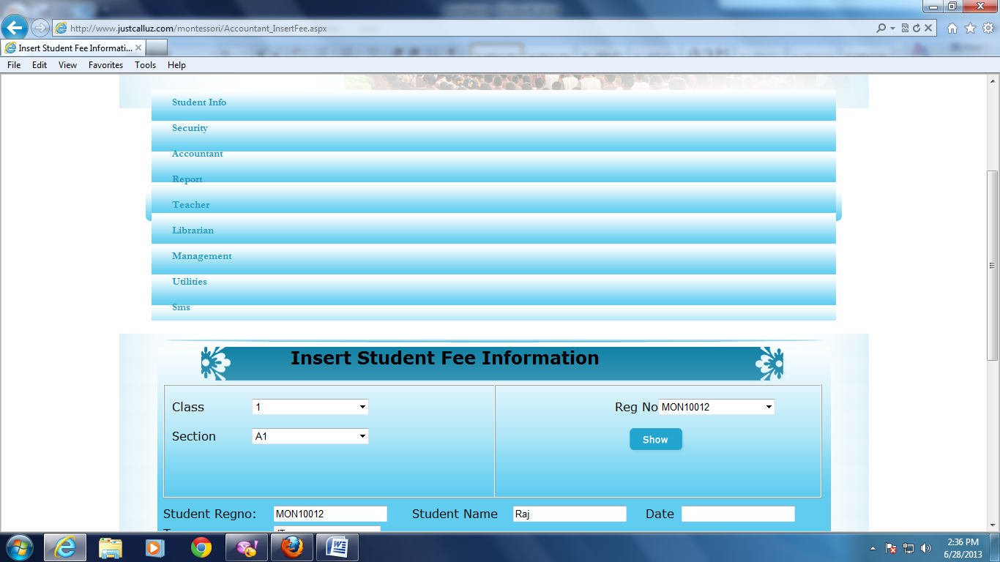 http://www.justcalluz.com/montessori/Accountant_InsertFee.aspx
Insert Student Fee Informati...
File Edit View Favorites Tools Help
Student Info
Security
Accountant
Report
Teacher
Librarian
Management
Utilities
Sms
Insert Student Fee Information
Class 1 Reg No MON10012
Section A1 Show
Student Regno: MON10012 Student Name Raj Date
2:36 PM
6/28/2013